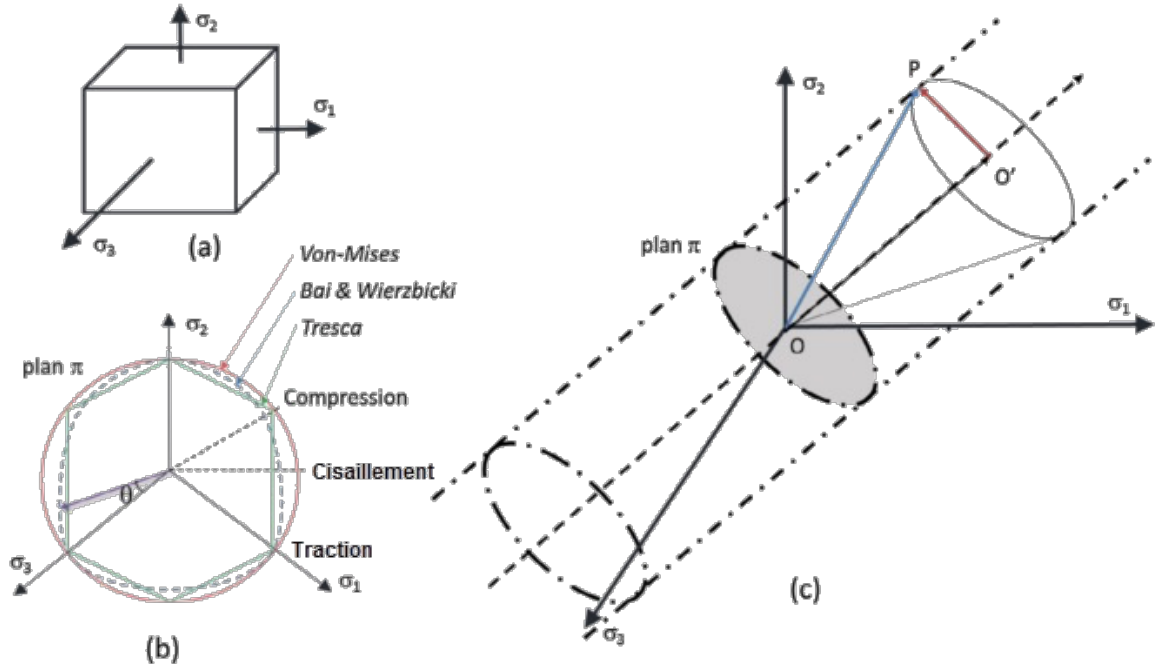 σ₂
σ₁
σ₃
(a)
Von-Mises
Bai & Wierzbicki
Tresca
σ₂
plan π
Compression
Cisaillement
θ
Traction
σ₃
σ₁
(b)
P
σ₂
O'
plan π
σ₁
O
σ₃
(c)